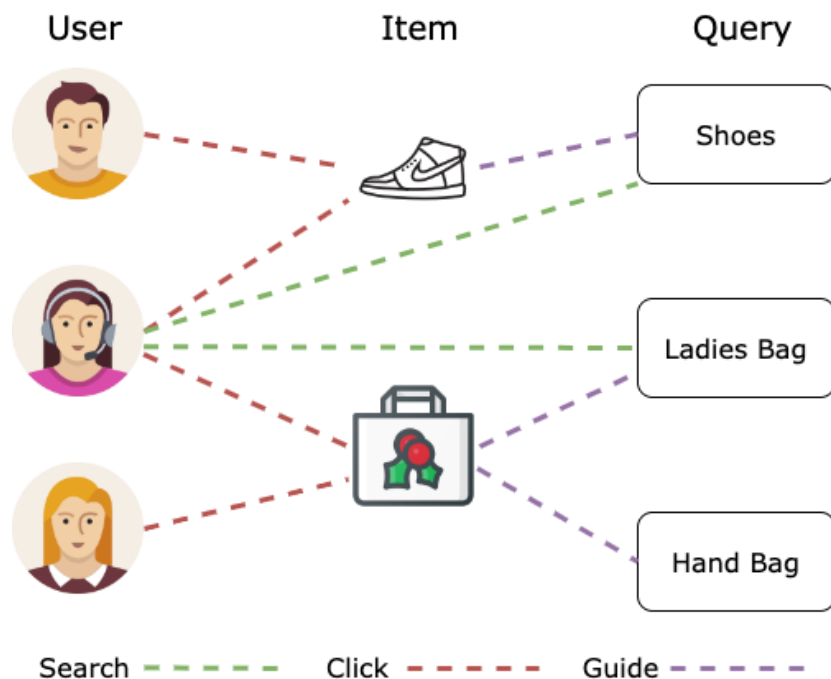 User Item Query
Shoes
Ladies Bag
Hand Bag
Search Click Guide